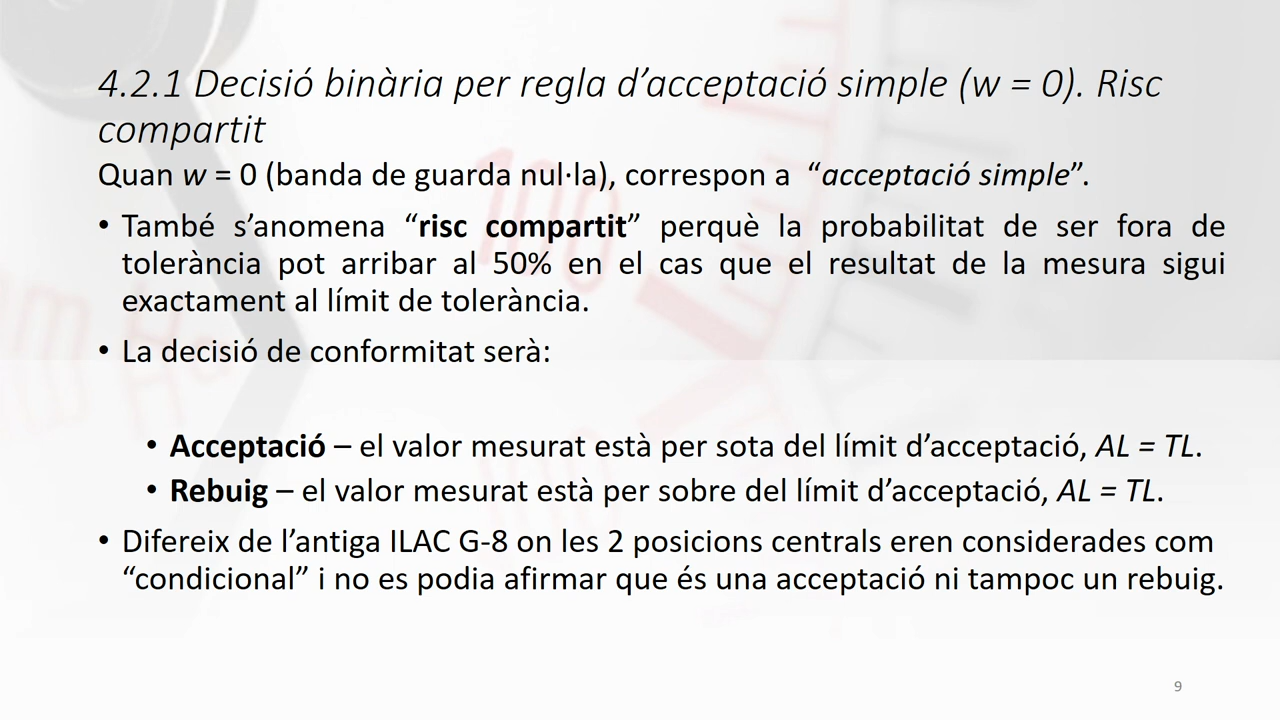 4.2.1 Decisió binària per regla d’acceptació simple (w = 0). Risc
compartit
Quan w = 0 (banda de guarda nul·la), correspon a “acceptació simple”.
• També s’anomena “risc compartit” perquè la probabilitat de ser fora de
tolerància pot arribar al 50% en el cas que el resultat de la mesura sigui
exactament al límit de tolerància.
• La decisió de conformitat serà:
• Acceptació – el valor mesurat està per sota del límit d’acceptació, AL = TL.
• Rebuig – el valor mesurat està per sobre del límit d’acceptació, AL = TL.
• Difereix de l’antiga ILAC G-8 on les 2 posicions centrals eren considerades com
“condicional” i no es podia afirmar que és una acceptació ni tampoc un rebuig.
9